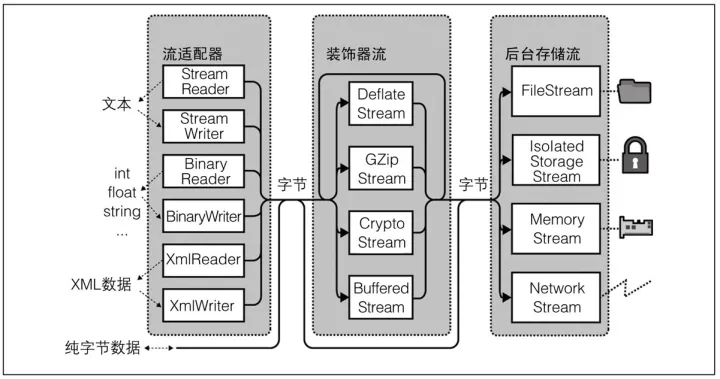 流适配器
Stream
Reader
文本
Stream
Writer
Binary
Reader
int
float
string
...
BinaryWriter
XmlReader
XML数据
XmlWriter
纯字节数据
字节
装饰器流
Deflate
Stream
GZip
Stream
Crypto
Stream
Buffered
Stream
字节
后台存储流
FileStream
Isolated
Storage
Stream
Memory
Stream
Network
Stream